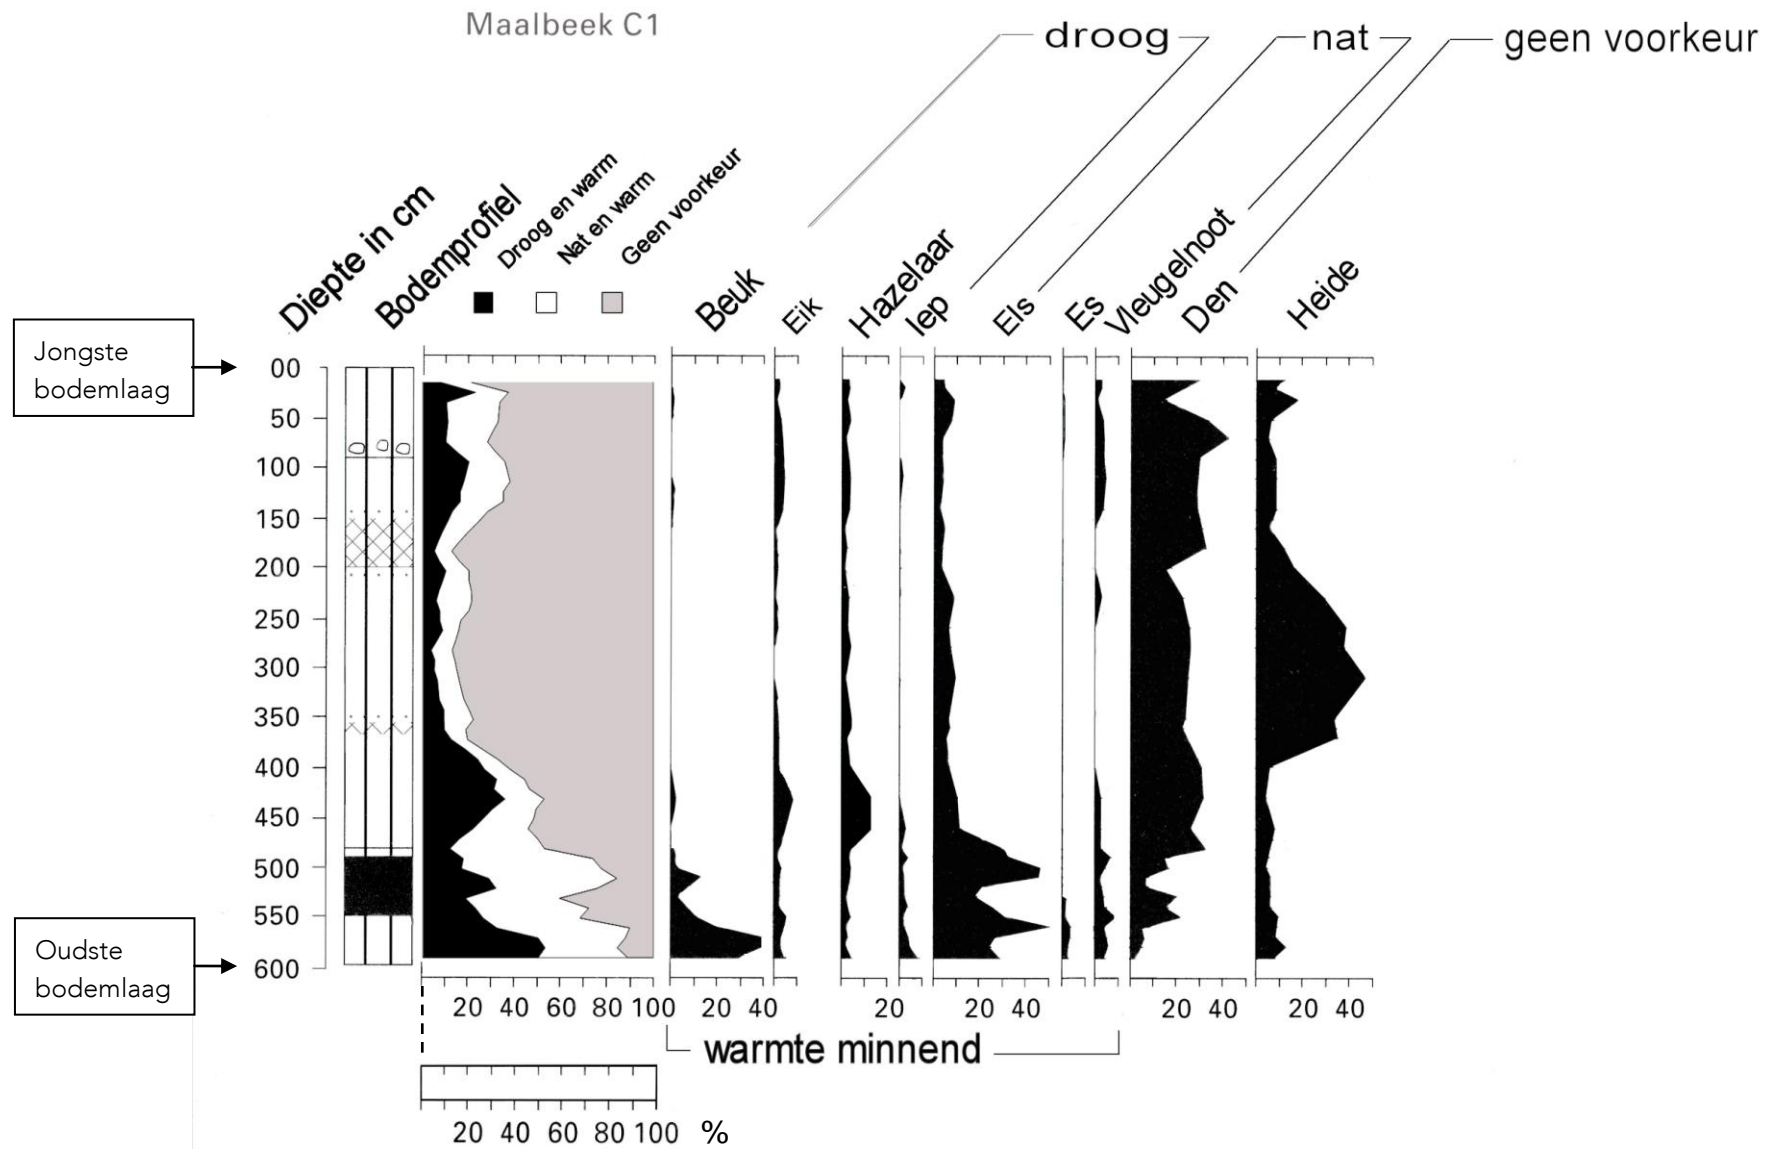 Maalbeek C1
droog
nat
geen voorkeur
Diepte in cm
Bodemprofiel
Droog en warm
Nat en warm
Geen voorkeur
Beuk
Eik
Hazelaar
Iep
Els
Es
Vleugelnoot
Den
Heide
Jongste
bodemlaag
00
50
100
150
200
250
300
350
400
450
500
550
600
Oudste
bodemlaag
20 40 60 80 100 20 40 20 20 40 20 40 20 40
warmte minnend
20 40 60 80 100 %